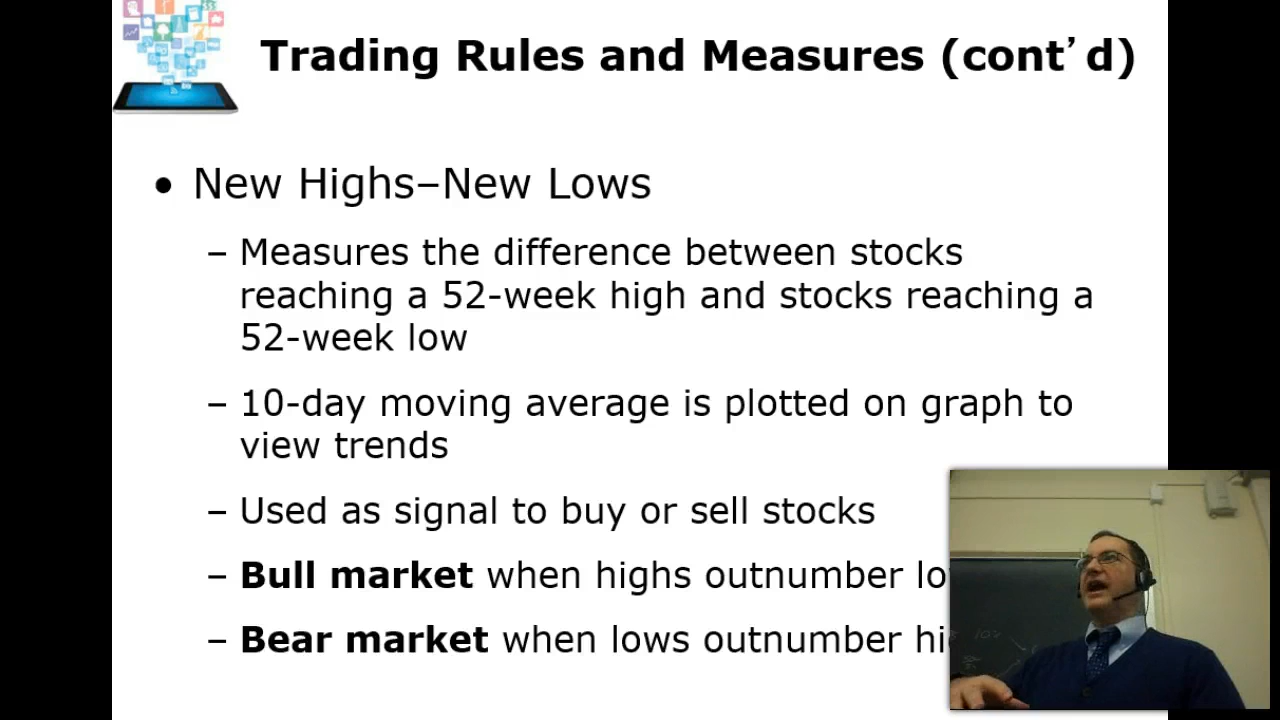 Trading Rules and Measures (cont’d)
• New Highs–New Lows
– Measures the difference between stocks
reaching a 52-week high and stocks reaching a
52-week low
– 10-day moving average is plotted on graph to
view trends
– Used as signal to buy or sell stocks
– Bull market when highs outnumber lo
– Bear market when lows outnumber hi